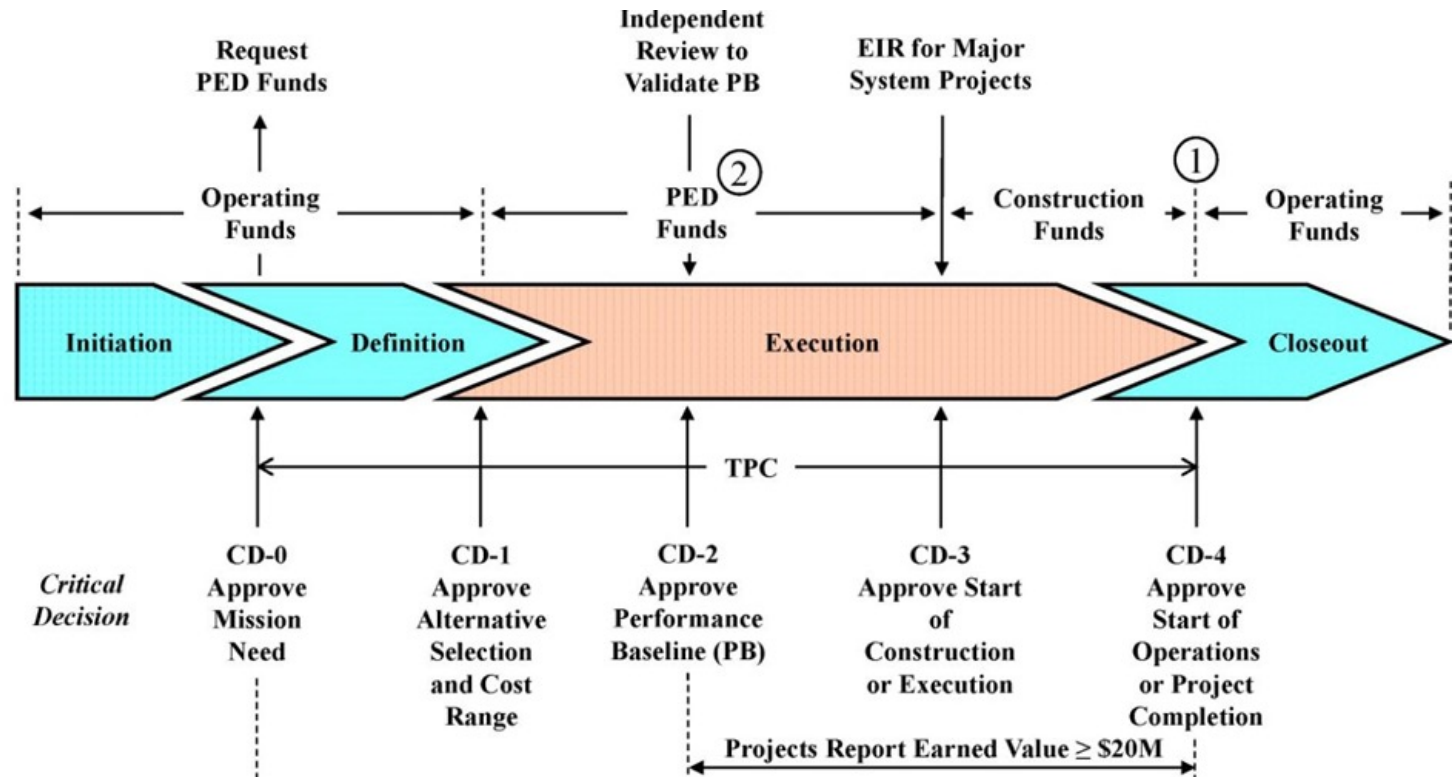 Request
PED Funds
Independent
Review to
Validate PB
EIR for Major
System Projects
Operating
Funds
PED
Funds
②
Construction
Funds
①
Operating
Funds
Initiation
Definition
Execution
Closeout
TPC
Critical
Decision
CD-0
Approve
Mission
Need
CD-1
Approve
Alternative
Selection
and Cost
Range
CD-2
Approve
Performance
Baseline (PB)
CD-3
Approve Start
of
Construction
or Execution
CD-4
Approve
Start of
Operations
or Project
Completion
Projects Report Earned Value ≥ $20M